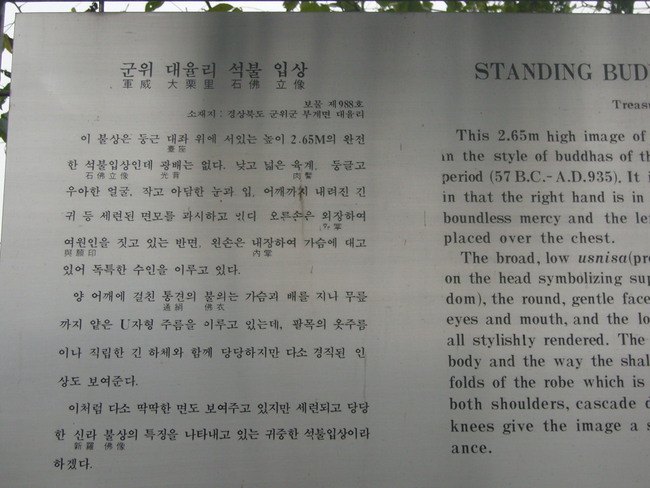 군위 대율리 석불 입상
軍威 大栗里 石佛 立像
보물 제988호
소재지 : 경상북도 군위군 부계면 대율리
이 불상은 둥근 대좌 위에 서있는 높이 2.65M의 완전
臺座
한 석불입상인데 광배는 없다. 낮고 넓은 육계, 둥글고
石佛立像 光背 肉髻
우아한 얼굴, 작고 아담한 눈과 입, 어깨까지 내려진 긴
귀 등 세련된 면모를 과시하고 있다 오른손은 외장하여
外掌
여원인을 짓고 있는 반면, 왼손은 내장하여 가슴에 대고
與願印 內掌
있어 독특한 수인을 이루고 있다.
양 어깨에 걸친 통견의 불의는 가슴과 배를 지나 무릎
通絹 佛衣
까지 얕은 U자형 주름을 이루고 있는데, 팔목의 옷주름
이나 직립한 긴 하체와 함께 당당하지만 다소 경직된 인
상도 보여준다.
이처럼 다소 딱딱한 면도 보여주고 있지만 세련되고 당당
한 신라 불상의 특징을 나타내고 있는 귀중한 석불입상이라
新羅 佛像
하겠다.
STANDING BUD
Treasu
This 2.65m high image of
in the style of buddhas of th
period (57 B.C.-A.D.935). It i
in that the right hand is in
boundless mercy and the le
placed over the chest.
The broad, low usnisa(pro
on the head symbolizing sup
dom), the round, gentle face
eyes and mouth, and the lo
all stylishly rendered. The
body and the way the shal
folds of the robe which is
both shoulders, cascade d
knees give the image a s
ance.